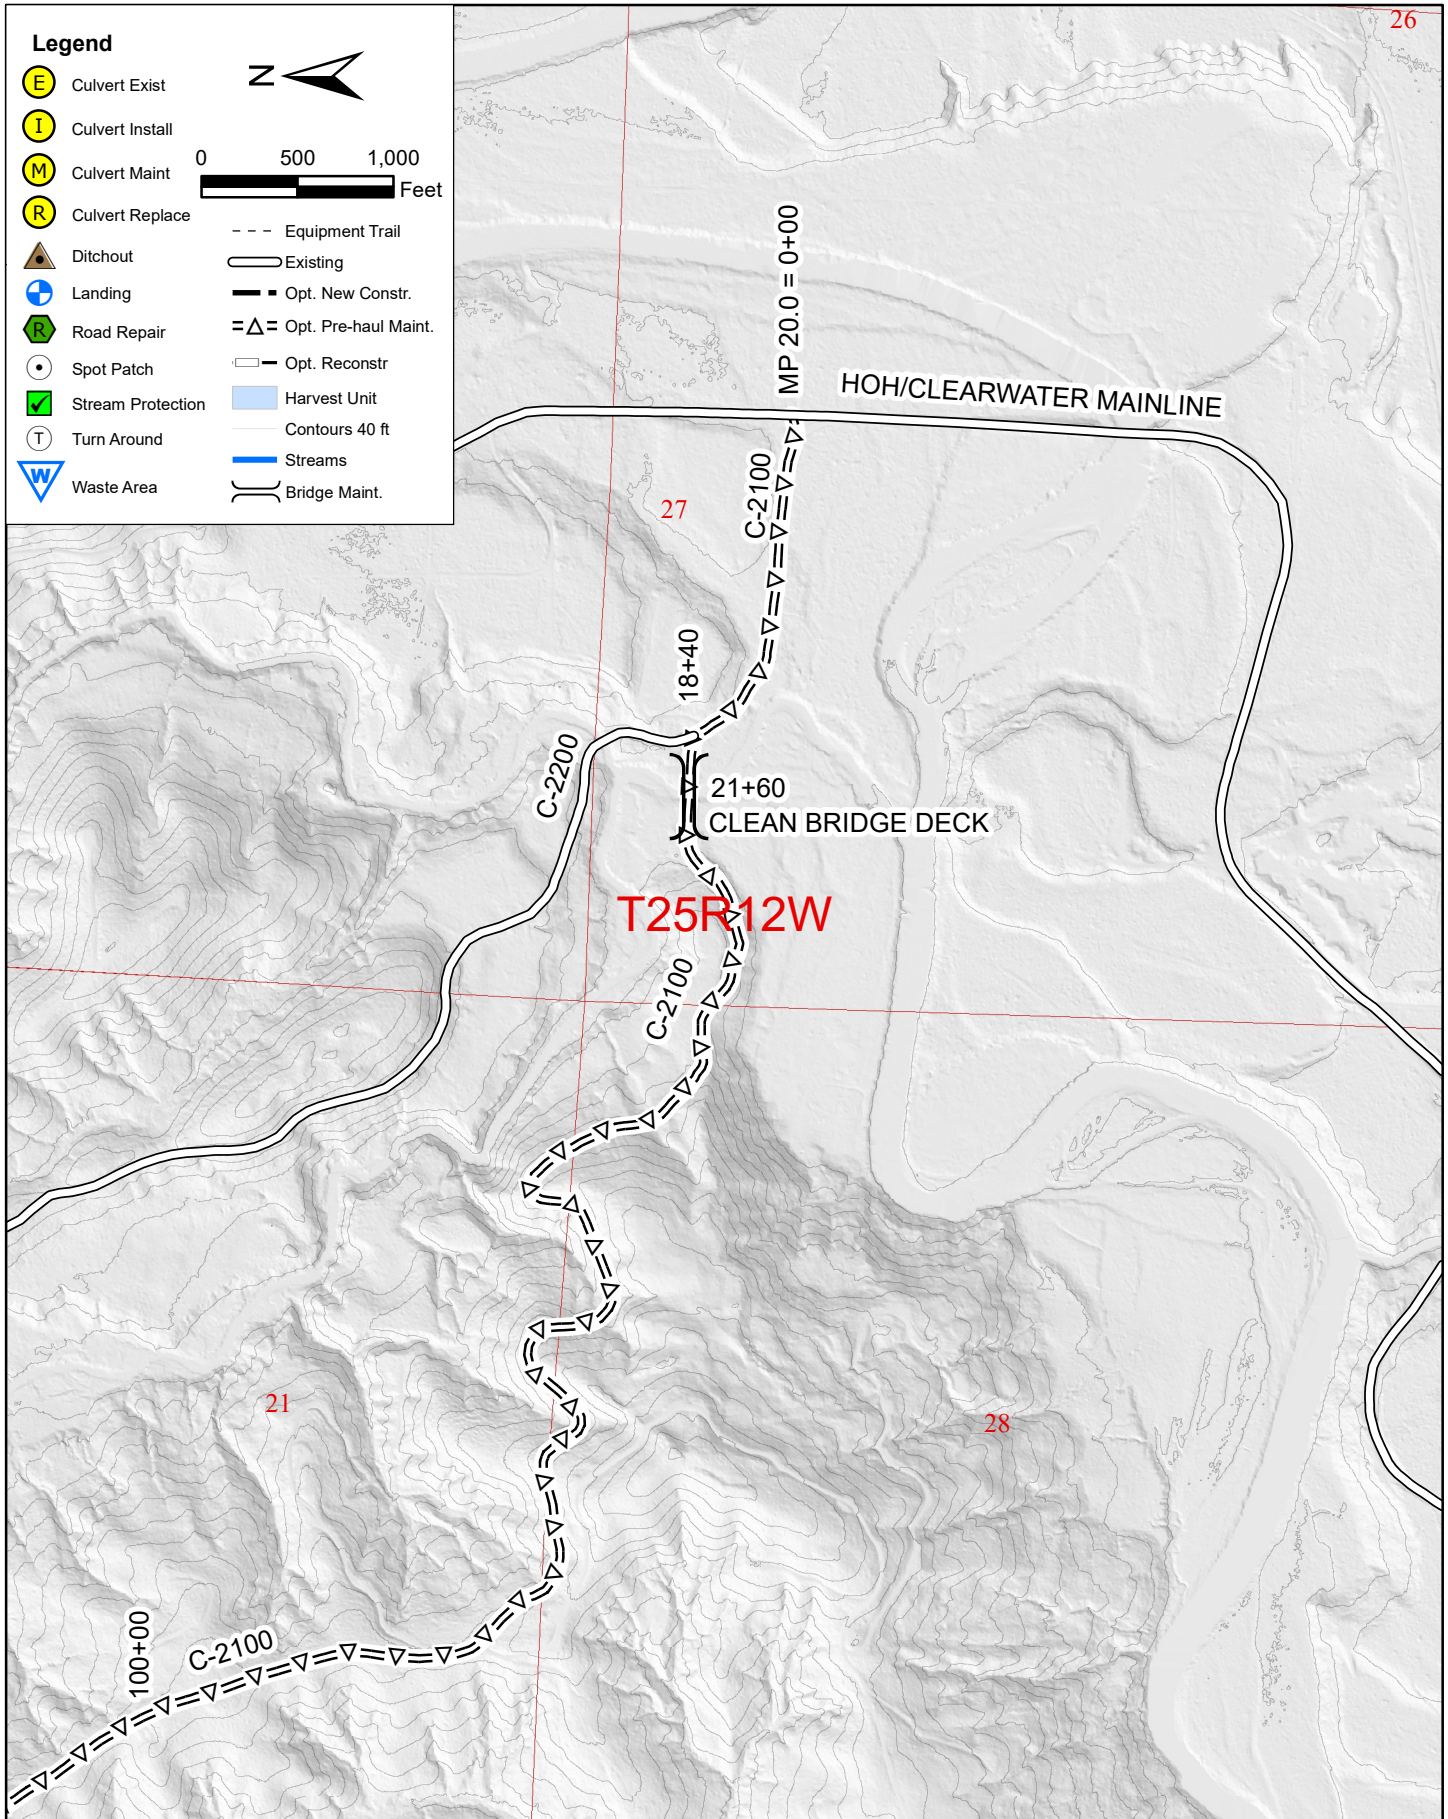 Legend
E Culvert Exist
I Culvert Install
M Culvert Maint
R Culvert Replace
Ditchout
Landing
R Road Repair
Spot Patch
Stream Protection
T Turn Around
W Waste Area
N
0 500 1,000
Feet
Equipment Trail
Existing
Opt. New Constr.
Opt. Pre-haul Maint.
Opt. Reconstr
Harvest Unit
Contours 40 ft
Streams
Bridge Maint.
26
MP 20.0 = 0+00
HOH/CLEARWATER MAINLINE
C-2100
27
18+40
C-2200
21+60
CLEAN BRIDGE DECK
T25R12W
C-2100
21
28
100+00
C-2100